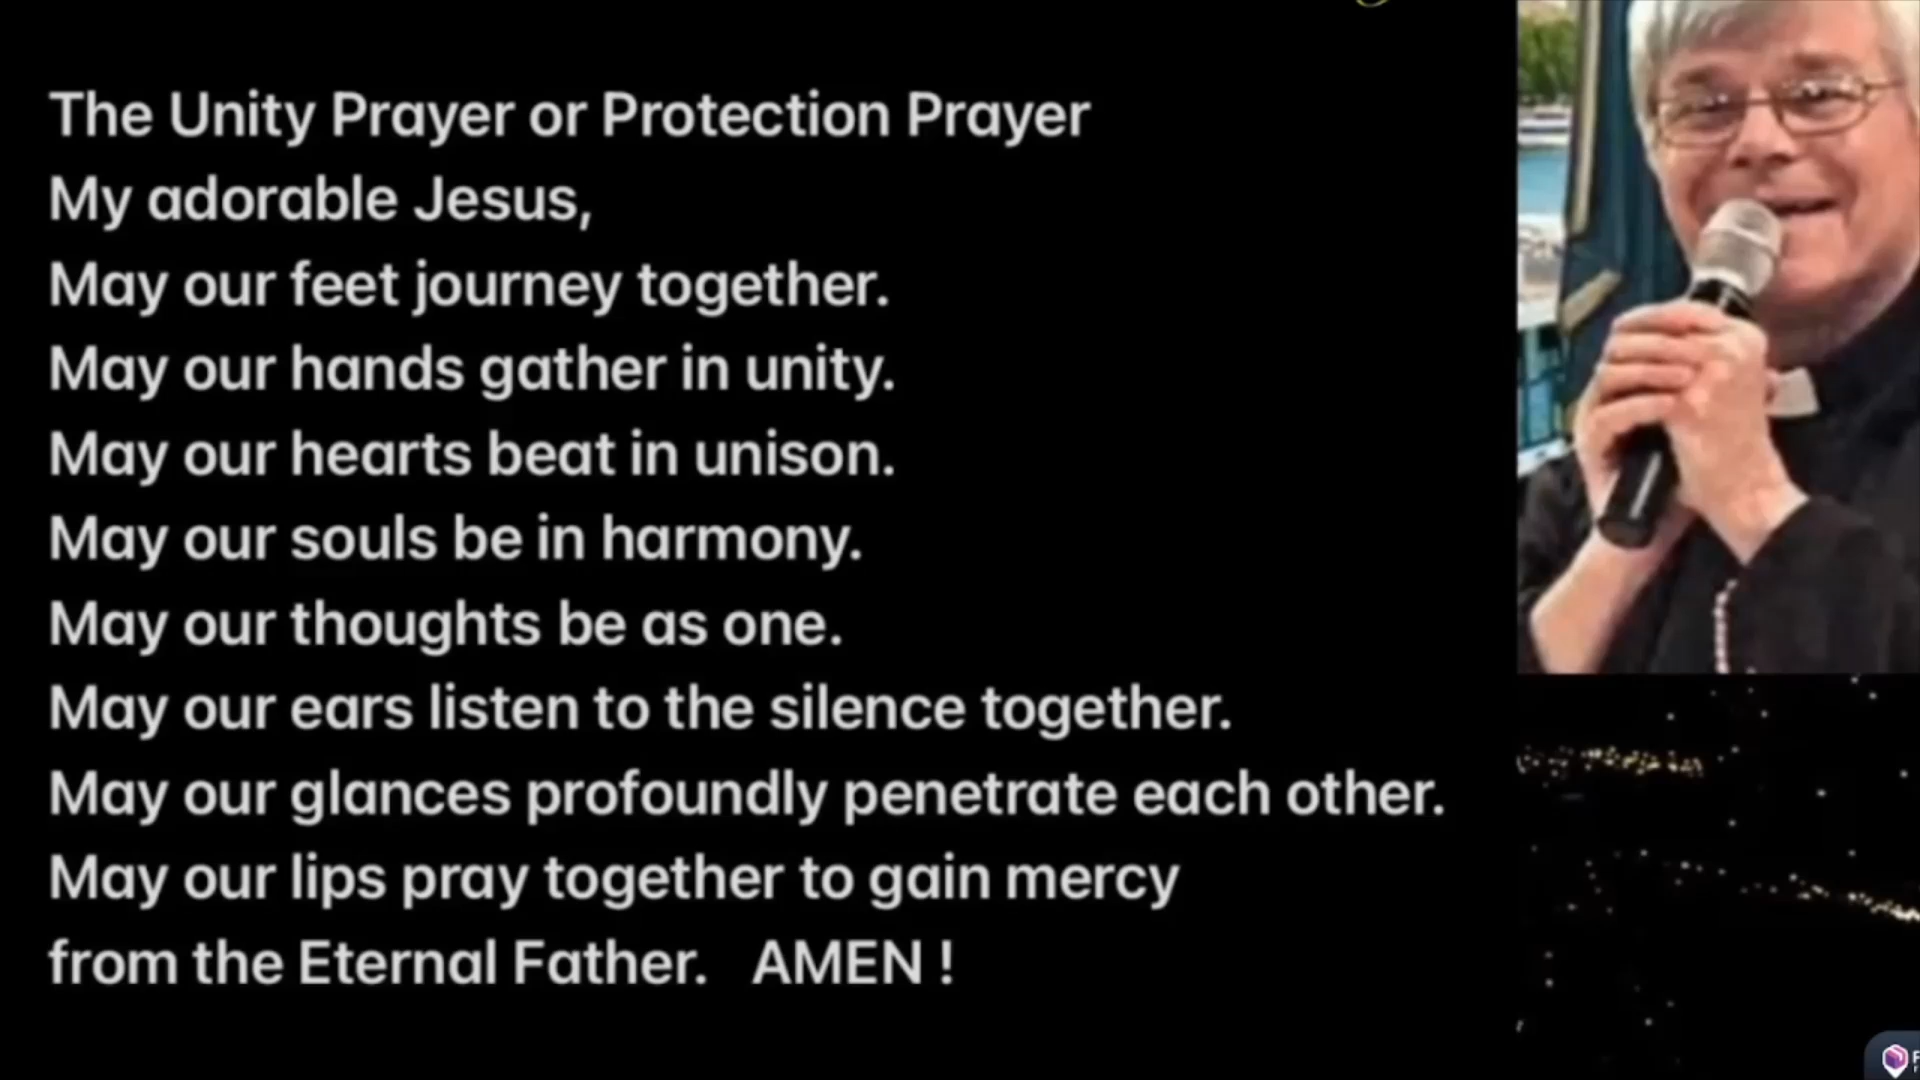 The Unity Prayer or Protection Prayer
My adorable Jesus,
May our feet journey together.
May our hands gather in unity.
May our hearts beat in unison.
May our souls be in harmony.
May our thoughts be as one.
May our ears listen to the silence together.
May our glances profoundly penetrate each other.
May our lips pray together to gain mercy
from the Eternal Father.   AMEN !